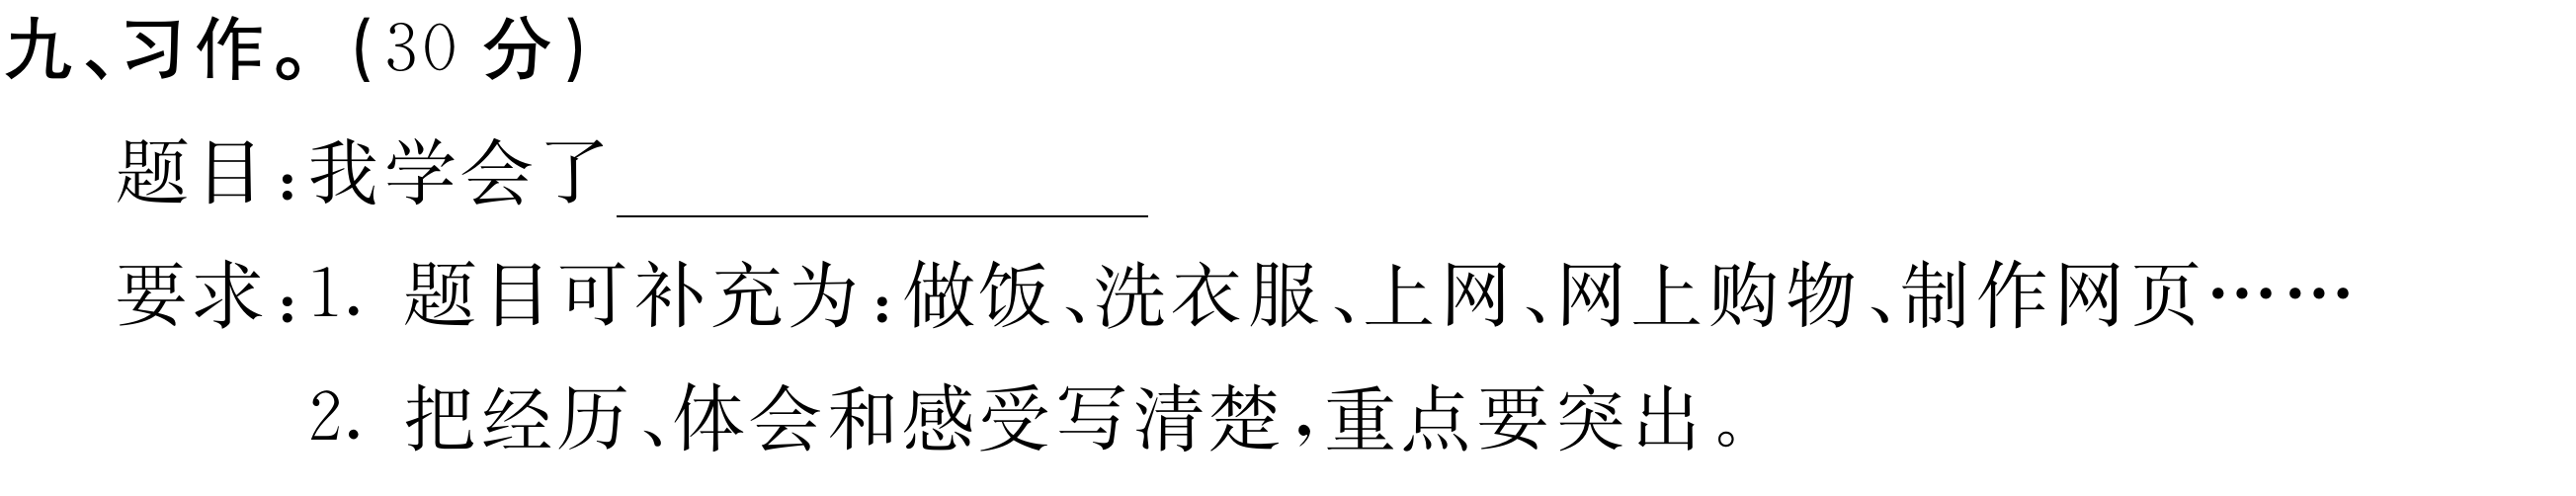 九、习作。(30 分)
题目:我学会了
要求:1. 题目可补充为:做饭、洗衣服、上网、网上购物、制作网页……
2. 把经历、体会和感受写清楚,重点要突出。